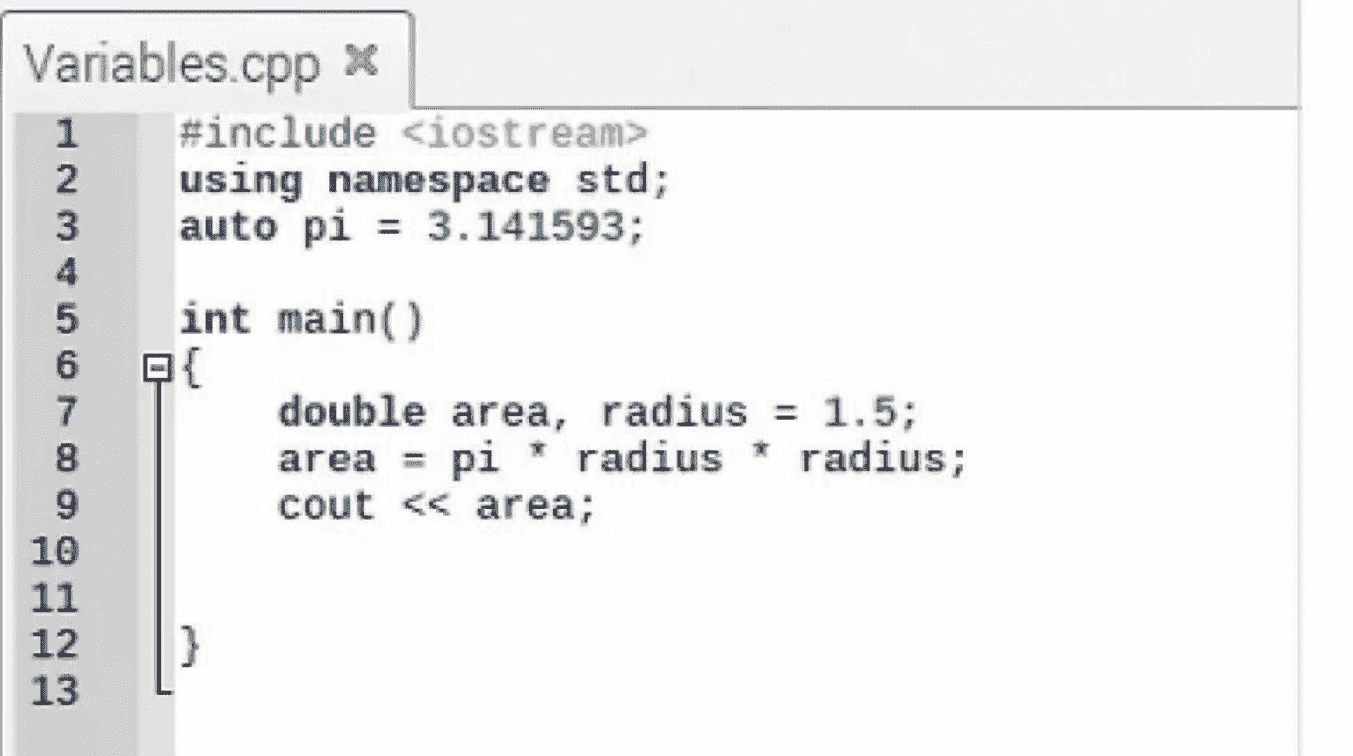 Variables.cpp ✖
1 #include <iostream>
2 using namespace std;
3 auto pi = 3.141593;
4
5 int main()
6 {
7     double area, radius = 1.5;
8     area = pi * radius * radius;
9     cout << area;
10
11
12 }
13